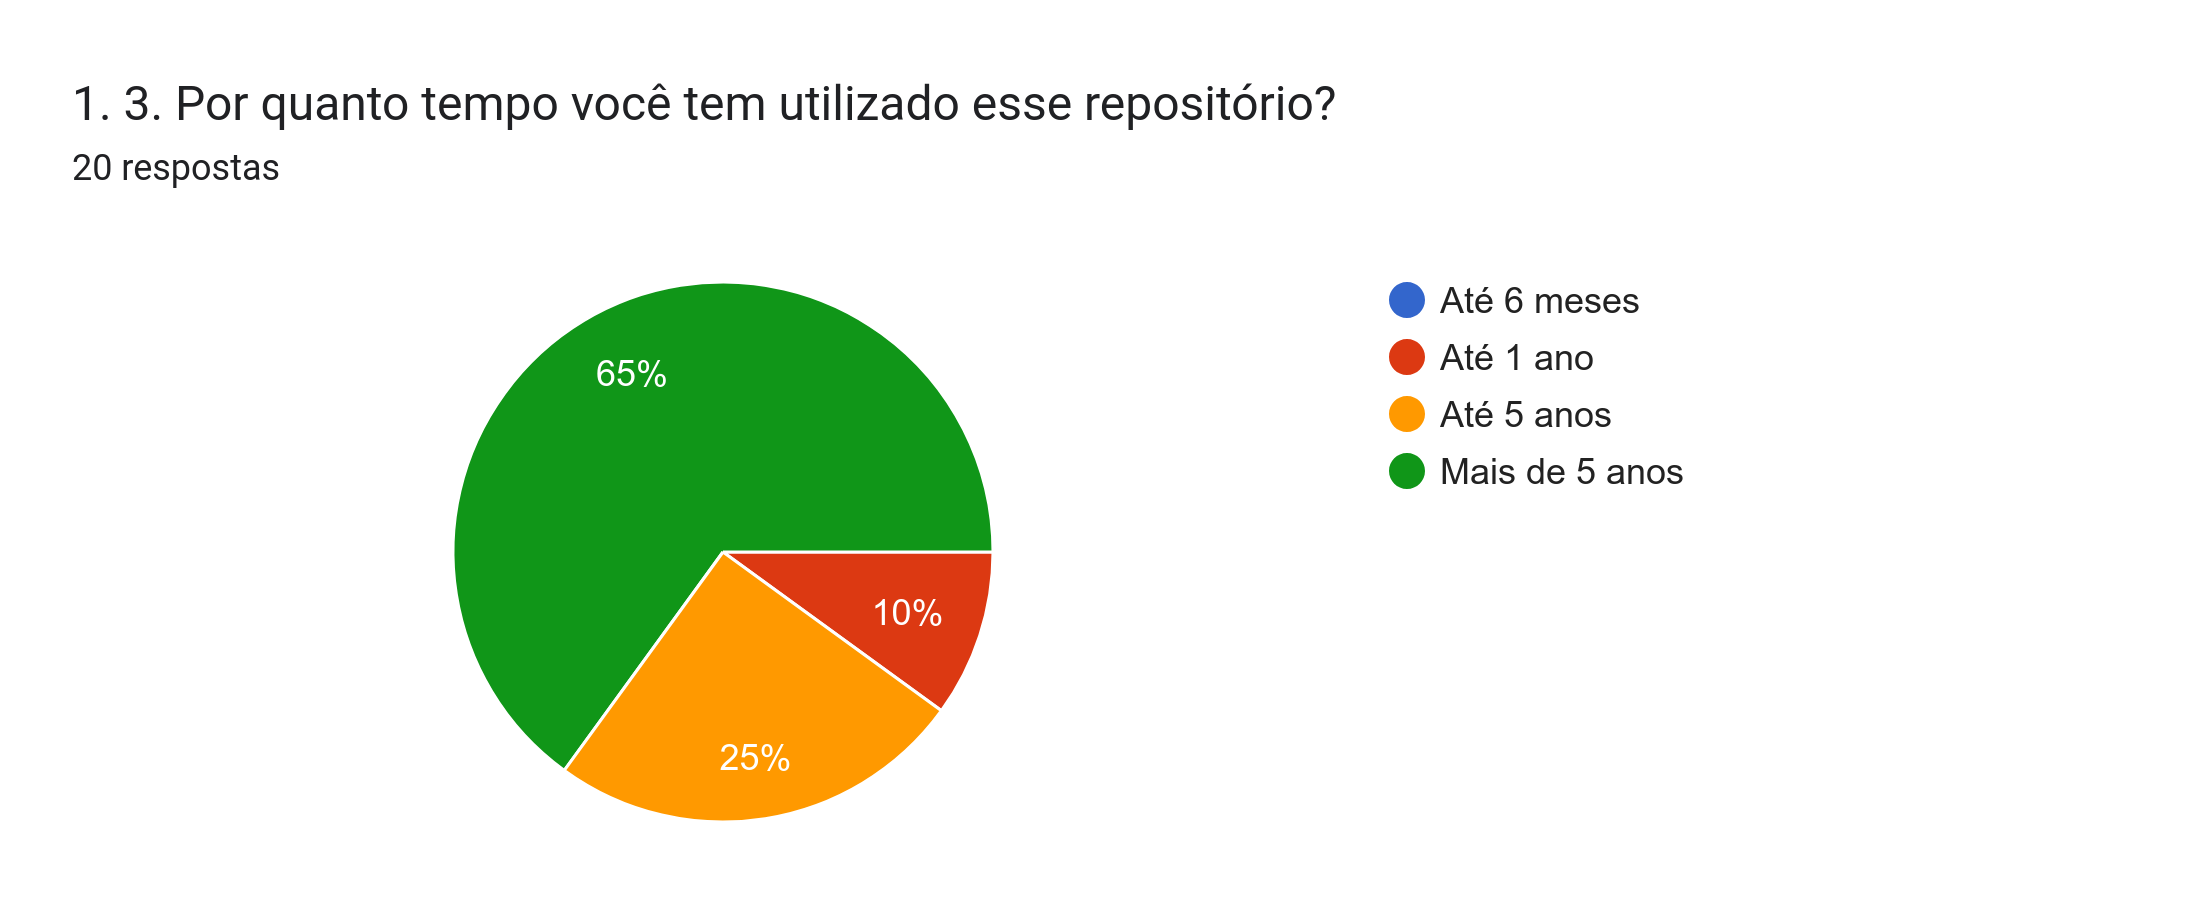 1. 3. Por quanto tempo você tem utilizado esse repositório?
20 respostas
65%
10%
25%
Até 6 meses
Até 1 ano
Até 5 anos
Mais de 5 anos